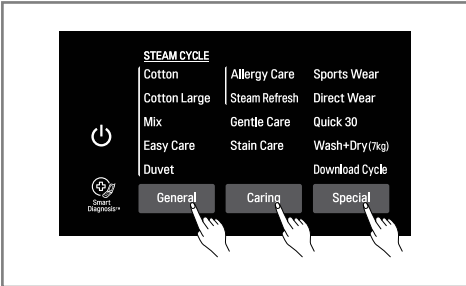 STEAM CYCLE
Cotton
Cotton Large
Mix
Easy Care
Duvet
General
Allergy Care
Steam Refresh
Gentle Care
Stain Care
Caring
Sports Wear
Direct Wear
Quick 30
Wash+Dry(7kg)
Download Cycle
Special
Smart
Diagnosis™